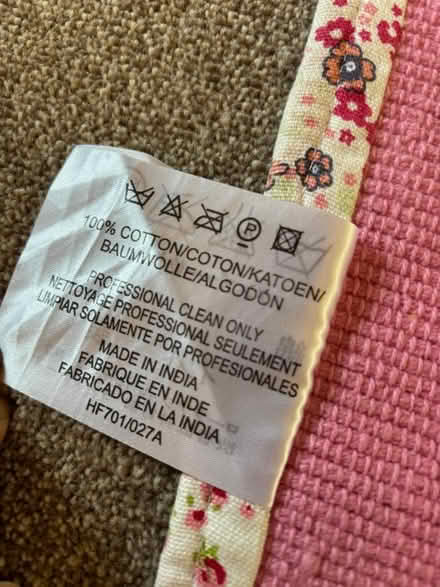 P
100% COTTON/COTON/KATOEN/
BAUMWOLLE/ALGODÓN
PROFESSIONAL CLEAN ONLY
NETTOYAGE PROFESSIONAL SEULEMENT
LIMPIAR SOLAMENTE POR PROFESIONALES
MADE IN INDIA
FABRIQUE EN INDE
FABRICADO EN LA INDIA
HF701/027A